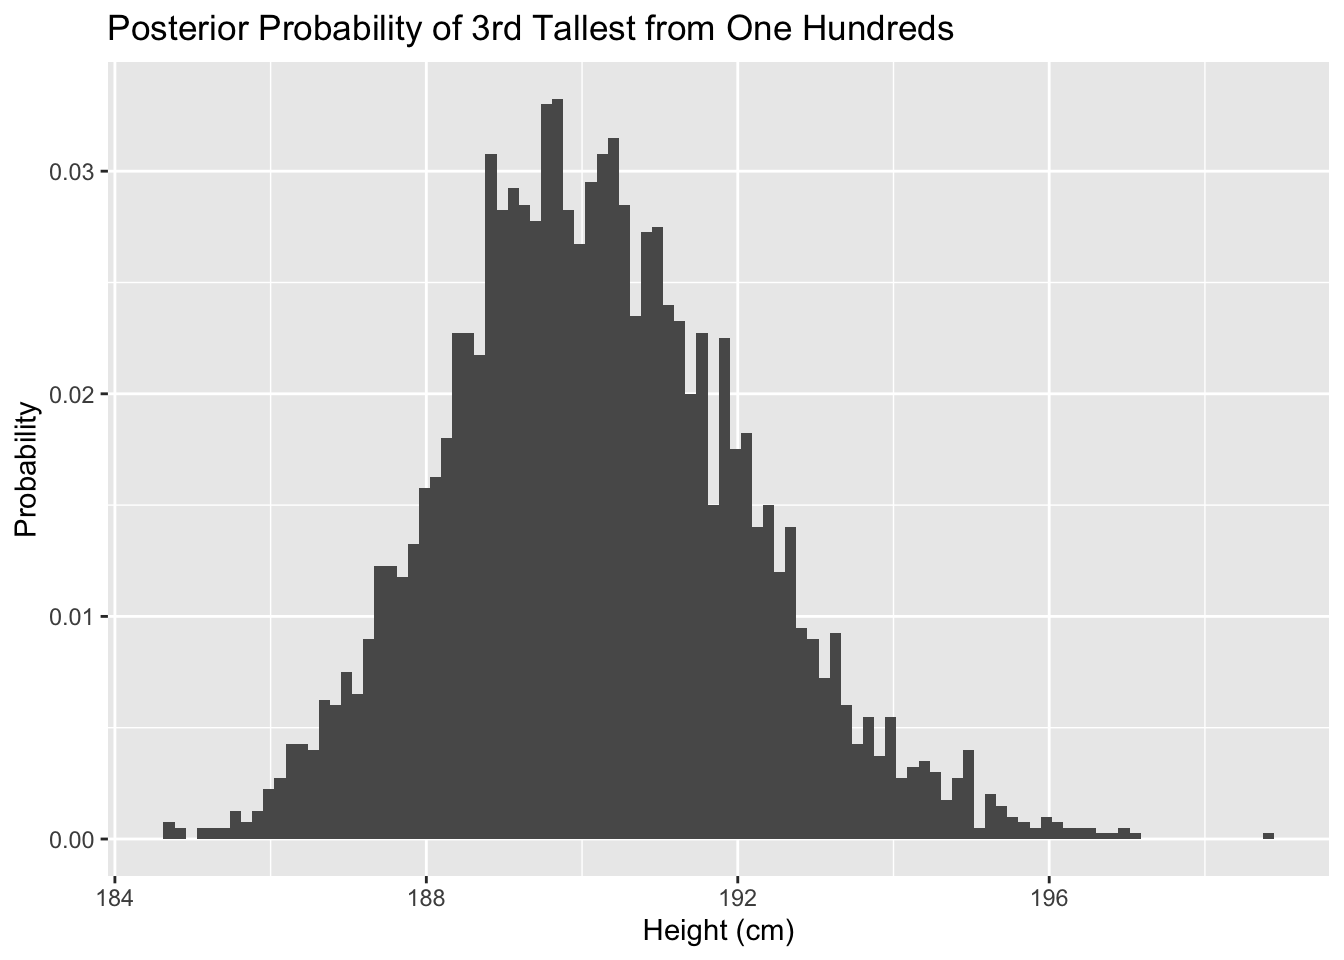 Posterior Probability of 3rd Tallest from One Hundreds
0.03
0.02
0.01
0.00
Probability
184
188
192
196
Height (cm)